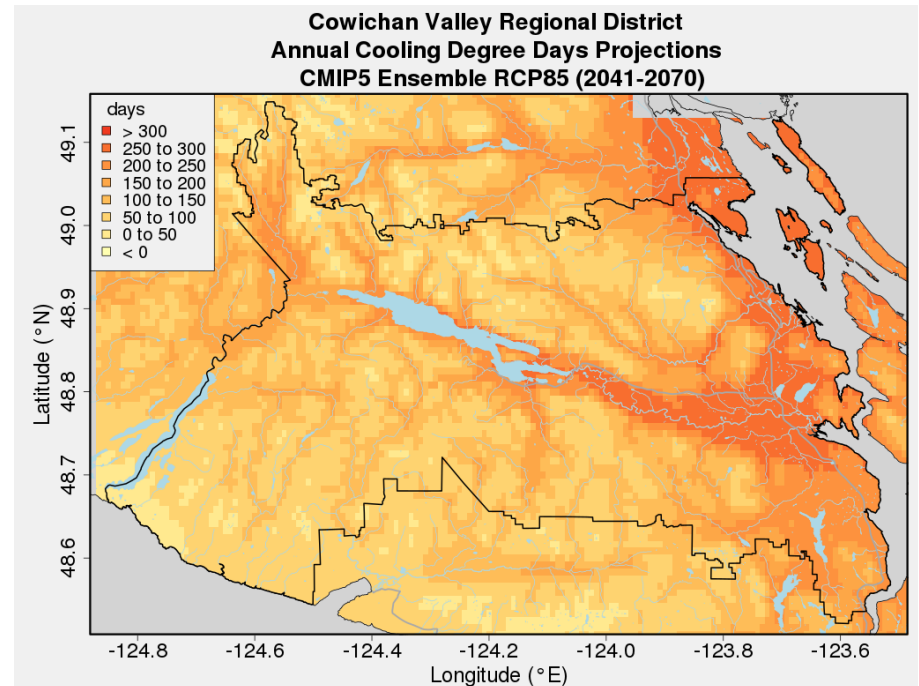 Cowichan Valley Regional District
Annual Cooling Degree Days Projections
CMIP5 Ensemble RCP85 (2041-2070)
days
> 300
250 to 300
200 to 250
150 to 200
100 to 150
50 to 100
0 to 50
< 0
Latitude (°N)
49.1
49.0
48.9
48.8
48.7
48.6
-124.8 -124.6 -124.4 -124.2 -124.0 -123.8 -123.6
Longitude (°E)